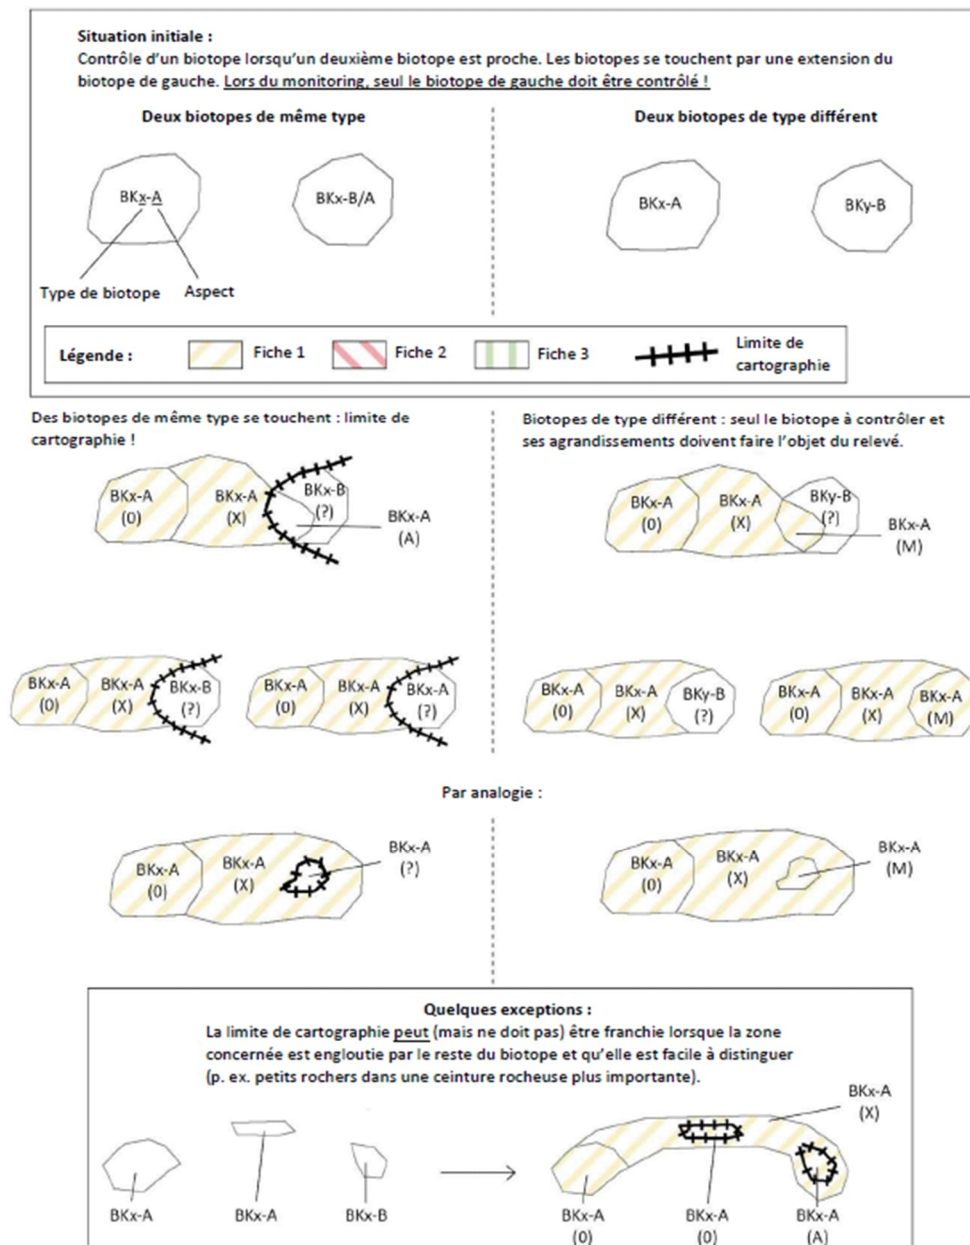 Situation initiale :
Contrôle d'un biotope lorsqu'un deuxième biotope est proche. Les biotopes se touchent par une extension du
biotope de gauche. Lors du monitoring, seul le biotope de gauche doit être contrôlé !
Deux biotopes de même type
Deux biotopes de type différent
BKx-A
BKx-B/A
BKx-A
BKy-B
Type de biotope
Aspect
Légende :
Fiche 1
Fiche 2
Fiche 3
Limite de
cartographie
Des biotopes de même type se touchent : limite de
cartographie !
Biotopes de type différent : seul le biotope à contrôler et
ses agrandissements doivent faire l'objet du relevé.
BKx-A
(0)
BKx-A
(X)
BKx-B
(?)
BKx-A
(A)
BKx-A
(0)
BKx-A
(X)
BKy-B
(?)
BKx-A
(M)
BKx-A
(0)
BKx-A
(X)
BKx-B
(?)
BKx-A
(0)
BKx-A
(X)
BKx-A
(?)
BKx-A
(0)
BKx-A
(X)
BKy-B
(?)
BKx-A
(0)
BKx-A
(X)
BKx-A
(M)
Par analogie :
BKx-A
(0)
BKx-A
(X)
BKx-A
(?)
BKx-A
(0)
BKx-A
(X)
BKx-A
(M)
Quelques exceptions :
La limite de cartographie peut (mais ne doit pas) être franchie lorsque la zone
concernée est engloutie par le reste du biotope et qu'elle est facile à distinguer
(p. ex. petits rochers dans une ceinture rocheuse plus importante).
BKx-A
(X)
BKx-A
BKx-A
BKx-B
BKx-A
(0)
BKx-A
(0)
BKx-A
(A)